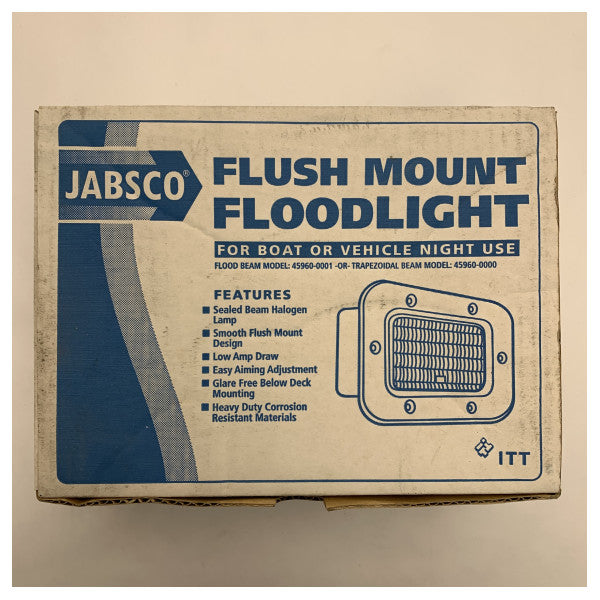 JABSCO®
FLUSH MOUNT
FLOODLIGHT
FOR BOAT OR VEHICLE NIGHT USE
FLOOD BEAM MODEL: 45960-0001 -OR- TRAPEZOIDAL BEAM MODEL: 45960-0000
FEATURES
■ Sealed Beam Halogen
Lamp
■ Smooth Flush Mount
Design
■ Low Amp Draw
■ Easy Aiming Adjustment
■ Glare Free Below Deck
Mounting
■ Heavy Duty Corrosion
Resistant Materials
ITT